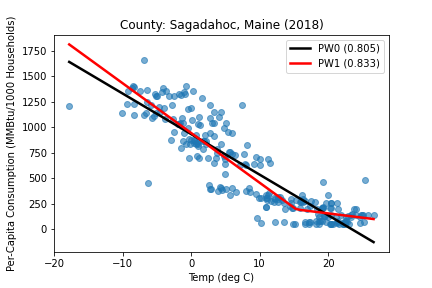 County: Sagadahoc, Maine (2018)
PW0 (0.805)
PW1 (0.833)
Per-Capita Consumption (MMBtu/1000 Households)
1750
1500
1250
1000
750
500
250
0
−20 −10 0 10 20
Temp (deg C)